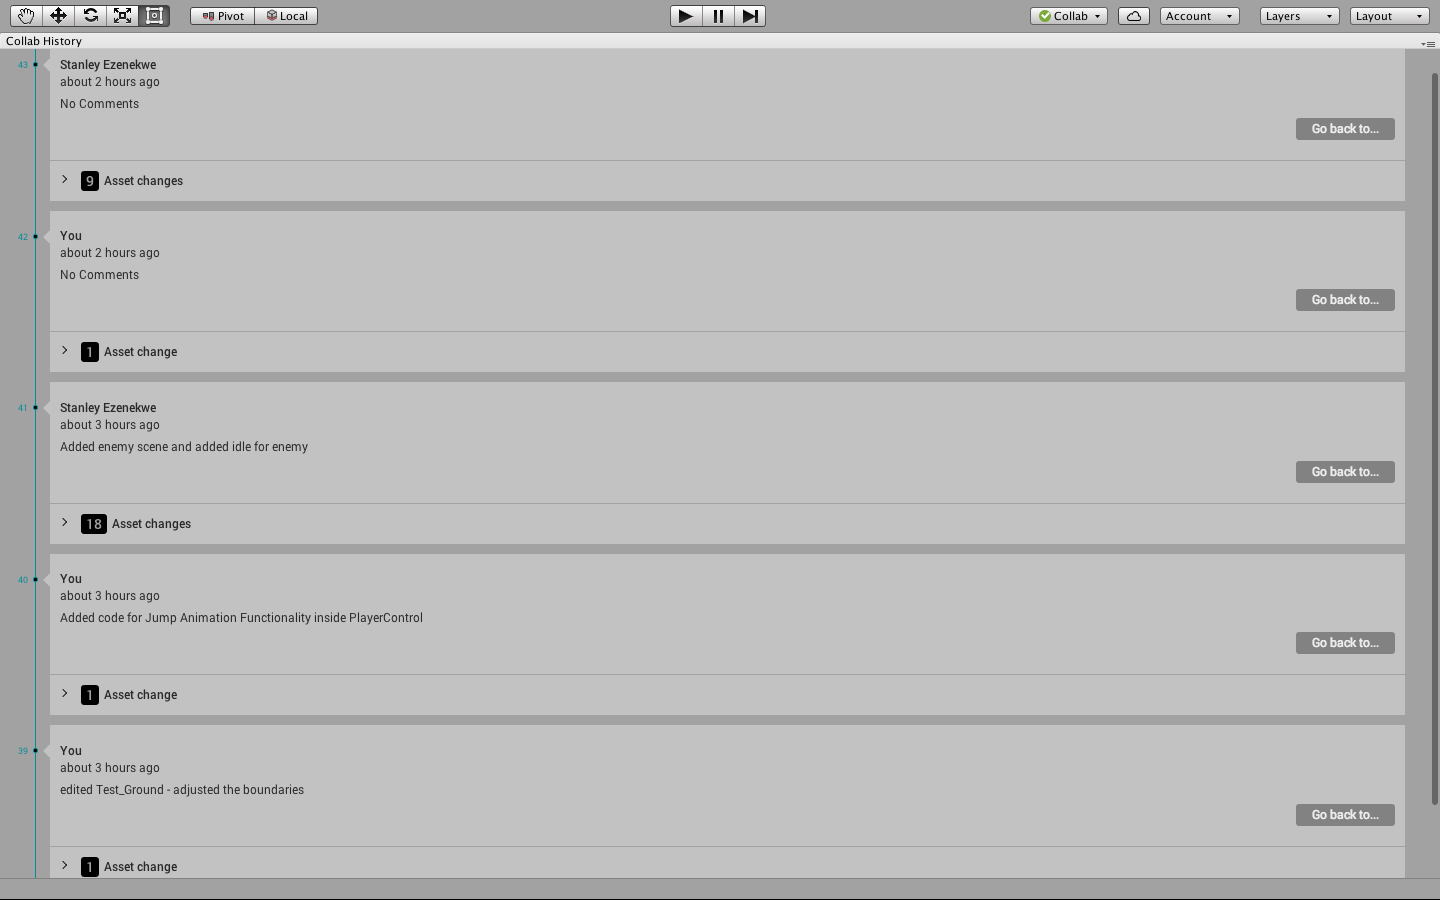 Pivot Local Collab Account Layers Layout
Collab History
43 Stanley Ezenekwe
about 2 hours ago
No Comments
Go back to...
9 Asset changes
42 You
about 2 hours ago
No Comments
Go back to...
1 Asset change
41 Stanley Ezenekwe
about 3 hours ago
Added enemy scene and added idle for enemy
Go back to...
18 Asset changes
40 You
about 3 hours ago
Added code for Jump Animation Functionality inside PlayerControl
Go back to...
1 Asset change
39 You
about 3 hours ago
edited Test_Ground - adjusted the boundaries
Go back to...
1 Asset change